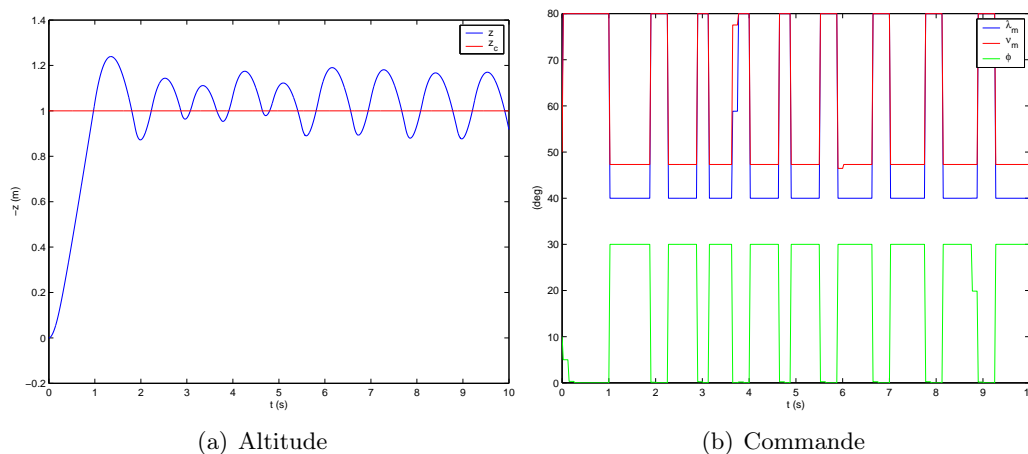 1.4
1.2
1
0.8
0.6
0.4
0.2
0
−0.2
−z (m)
0 1 2 3 4 5 6 7 8 9 10
t (s)
z
z_c
(a) Altitude
80
70
60
50
40
30
20
10
0
(deg)
0 1 2 3 4 5 6 7 8 9 10
t (s)
λ_m
ν_m
φ
(b) Commande